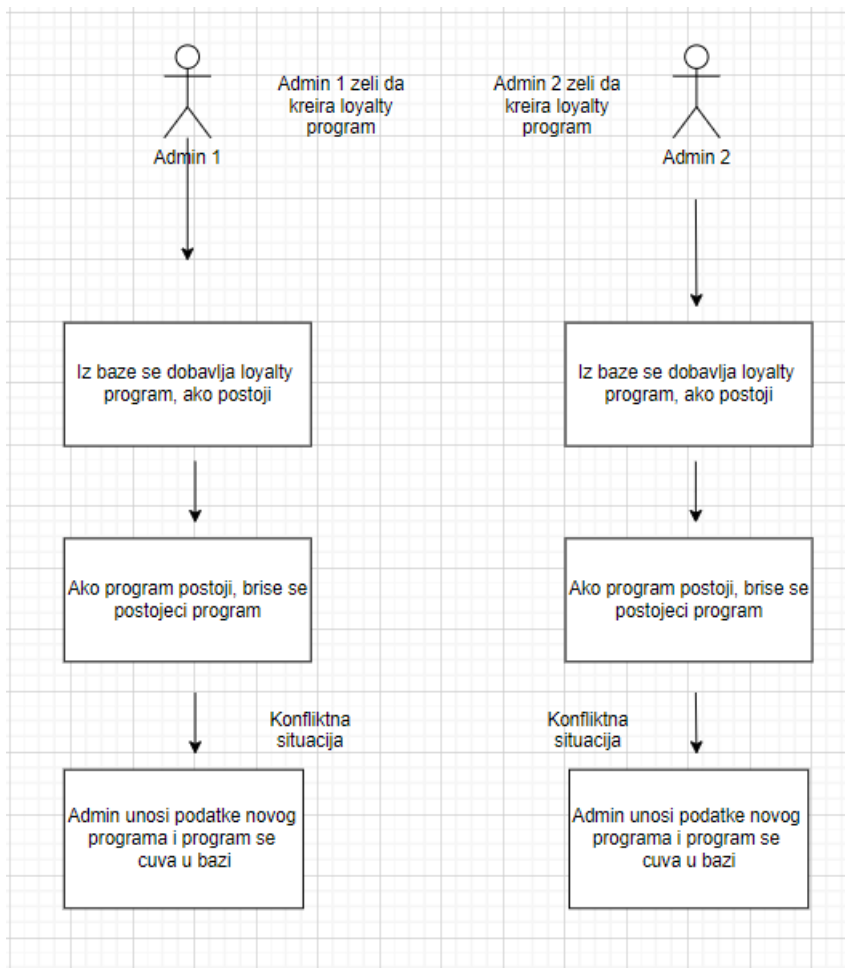 Admin 1 zeli da
kreira loyalty
program
Admin 2 zeli da
kreira loyalty
program
Admin 1
Admin 2
Iz baze se dobavlja loyalty
program, ako postoji
Iz baze se dobavlja loyalty
program, ako postoji
Ako program postoji, brise se
postojeci program
Ako program postoji, brise se
postojeci program
Konfliktna
situacija
Konfliktna
situacija
Admin unosi podatke novog
programa i program se
cuva u bazi
Admin unosi podatke novog
programa i program se
cuva u bazi